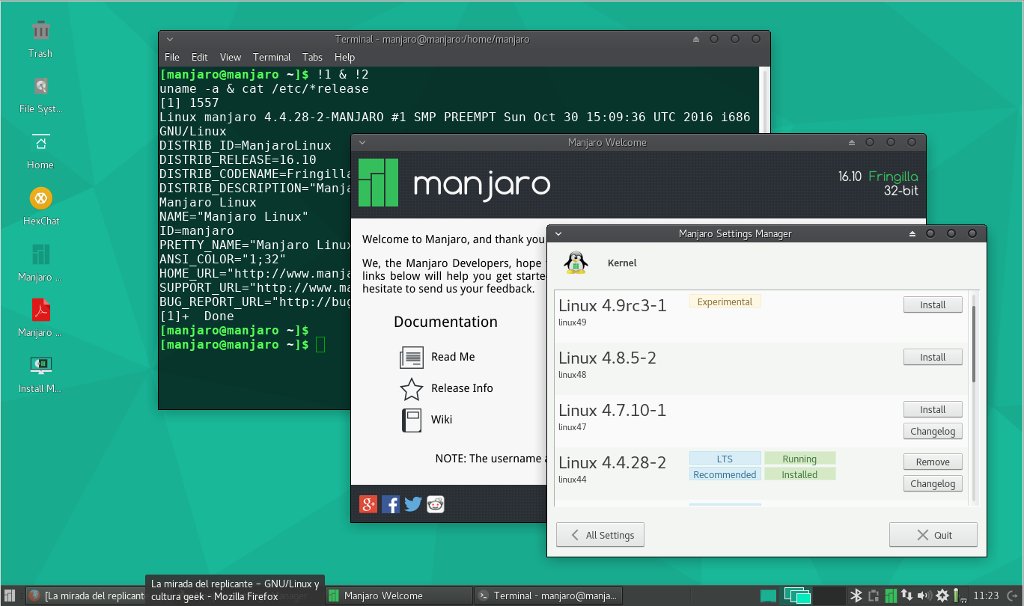 Trash
File Syst...
Home
HexChat
Manjaro ...
Manjaro ...
Install M...
Terminal - manjaro@manjaro:/home/manjaro
File Edit View Terminal Tabs Help
[manjaro@manjaro ~]$ !1 & !2
uname -a & cat /etc/*release
[1] 1557
Linux manjaro 4.4.28-2-MANJARO #1 SMP PREEMPT Sun Oct 30 15:09:36 UTC 2016 i686
GNU/Linux
DISTRIB_ID=ManjaroLinux
DISTRIB_RELEASE=16.10
DISTRIB_CODENAME=Fringilla
DISTRIB_DESCRIPTION="Manja
Manjaro Linux
NAME="Manjaro Linux"
ID=manjaro
PRETTY_NAME="Manjaro Linux
ANSI_COLOR="1;32"
HOME_URL="http://www.manja
SUPPORT_URL="http://www.ma
BUG_REPORT_URL="http://bug
[1]+ Done
[manjaro@manjaro ~]$
[manjaro@manjaro ~]$
Manjaro Welcome
manjaro
16.10 Fringilla
32-bit
Welcome to Manjaro, and thank you
We, the Manjaro Developers, hope
links below will help you get starte
hesitate to send us your feedback.
Documentation
Read Me
Release Info
Wiki
NOTE: The username
Manjaro Settings Manager
Kernel
Linux 4.9rc3-1 Experimental Install
linux49
Linux 4.8.5-2 Install
linux48
Linux 4.7.10-1 Install
linux47 Changelog
Linux 4.4.28-2 LTS Running Remove
linux44 Recommended Installed Changelog
All Settings Quit
La mirada del replicante – GNU/Linux y
cultura geek - Mozilla Firefox
[La mirada del replicante Manjaro Welcome Terminal - manjaro@manja... 11:23